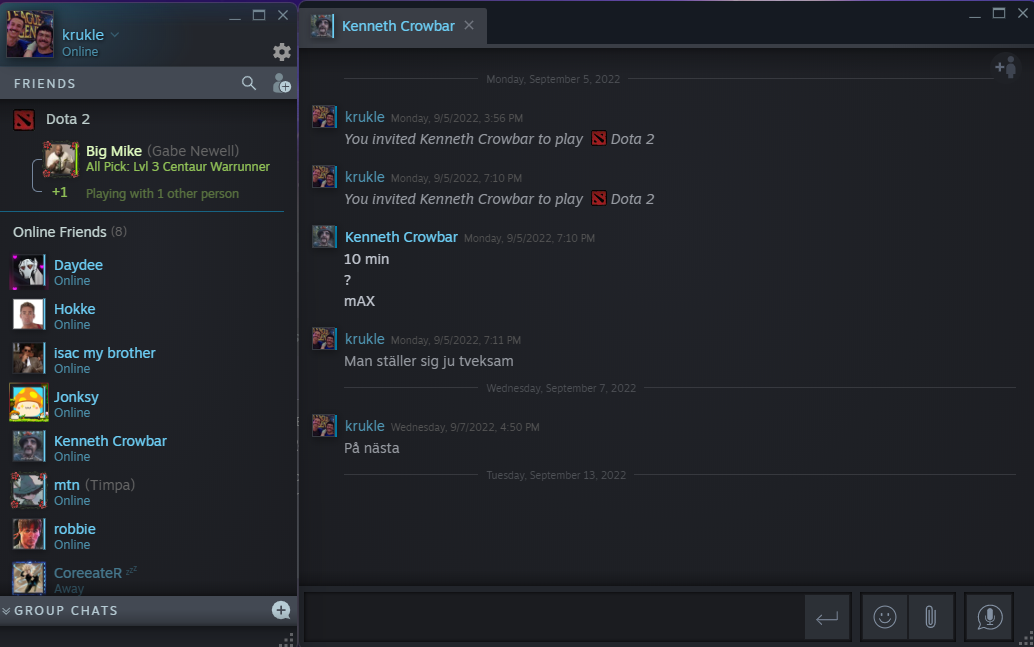 krukle
Online
FRIENDS
Dota 2
Big Mike (Gabe Newell)
All Pick: Lvl 3 Centaur Warrunner
+1 Playing with 1 other person
Online Friends (8)
Daydee
Online
Hokke
Online
isac my brother
Online
Jonksy
Online
Kenneth Crowbar
Online
mtn (Timpa)
Online
robbie
Online
CoreeateR zz
Away
GROUP CHATS
Kenneth Crowbar
Monday, September 5, 2022
krukle Monday, 9/5/2022, 3:56 PM
You invited Kenneth Crowbar to play Dota 2
krukle Monday, 9/5/2022, 7:10 PM
You invited Kenneth Crowbar to play Dota 2
Kenneth Crowbar Monday, 9/5/2022, 7:10 PM
10 min
?
mAX
krukle Monday, 9/5/2022, 7:11 PM
Man ställer sig ju tveksam
Wednesday, September 7, 2022
krukle Wednesday, 9/7/2022, 4:50 PM
På nästa
Tuesday, September 13, 2022